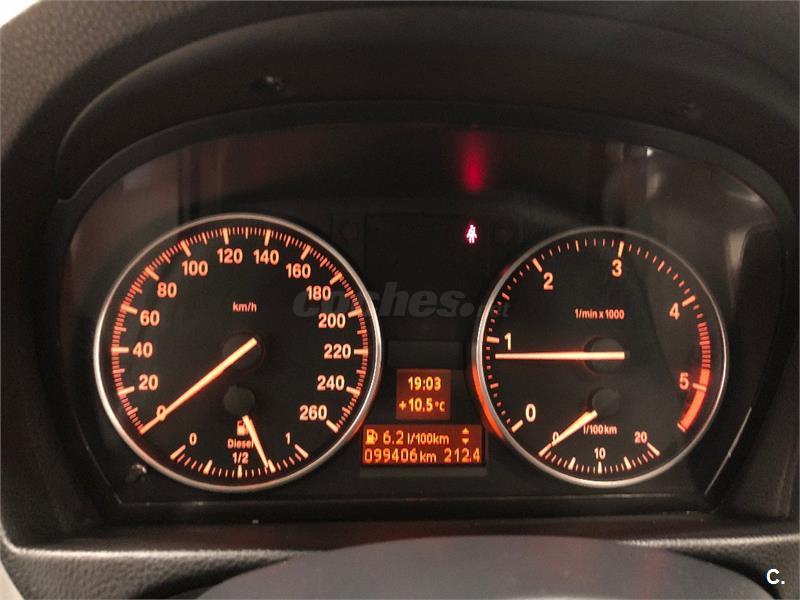 0 20 40 60 80 100 120 140 160 180 200 220 240 260
km/h
0 1/2 1
Diesel
coches.
19:03
+10.5°C
6.2 l/100km
099406 km 212.4
0 1 2 3 4 5
1/min x 1000
0 10 20
l/100km
C.